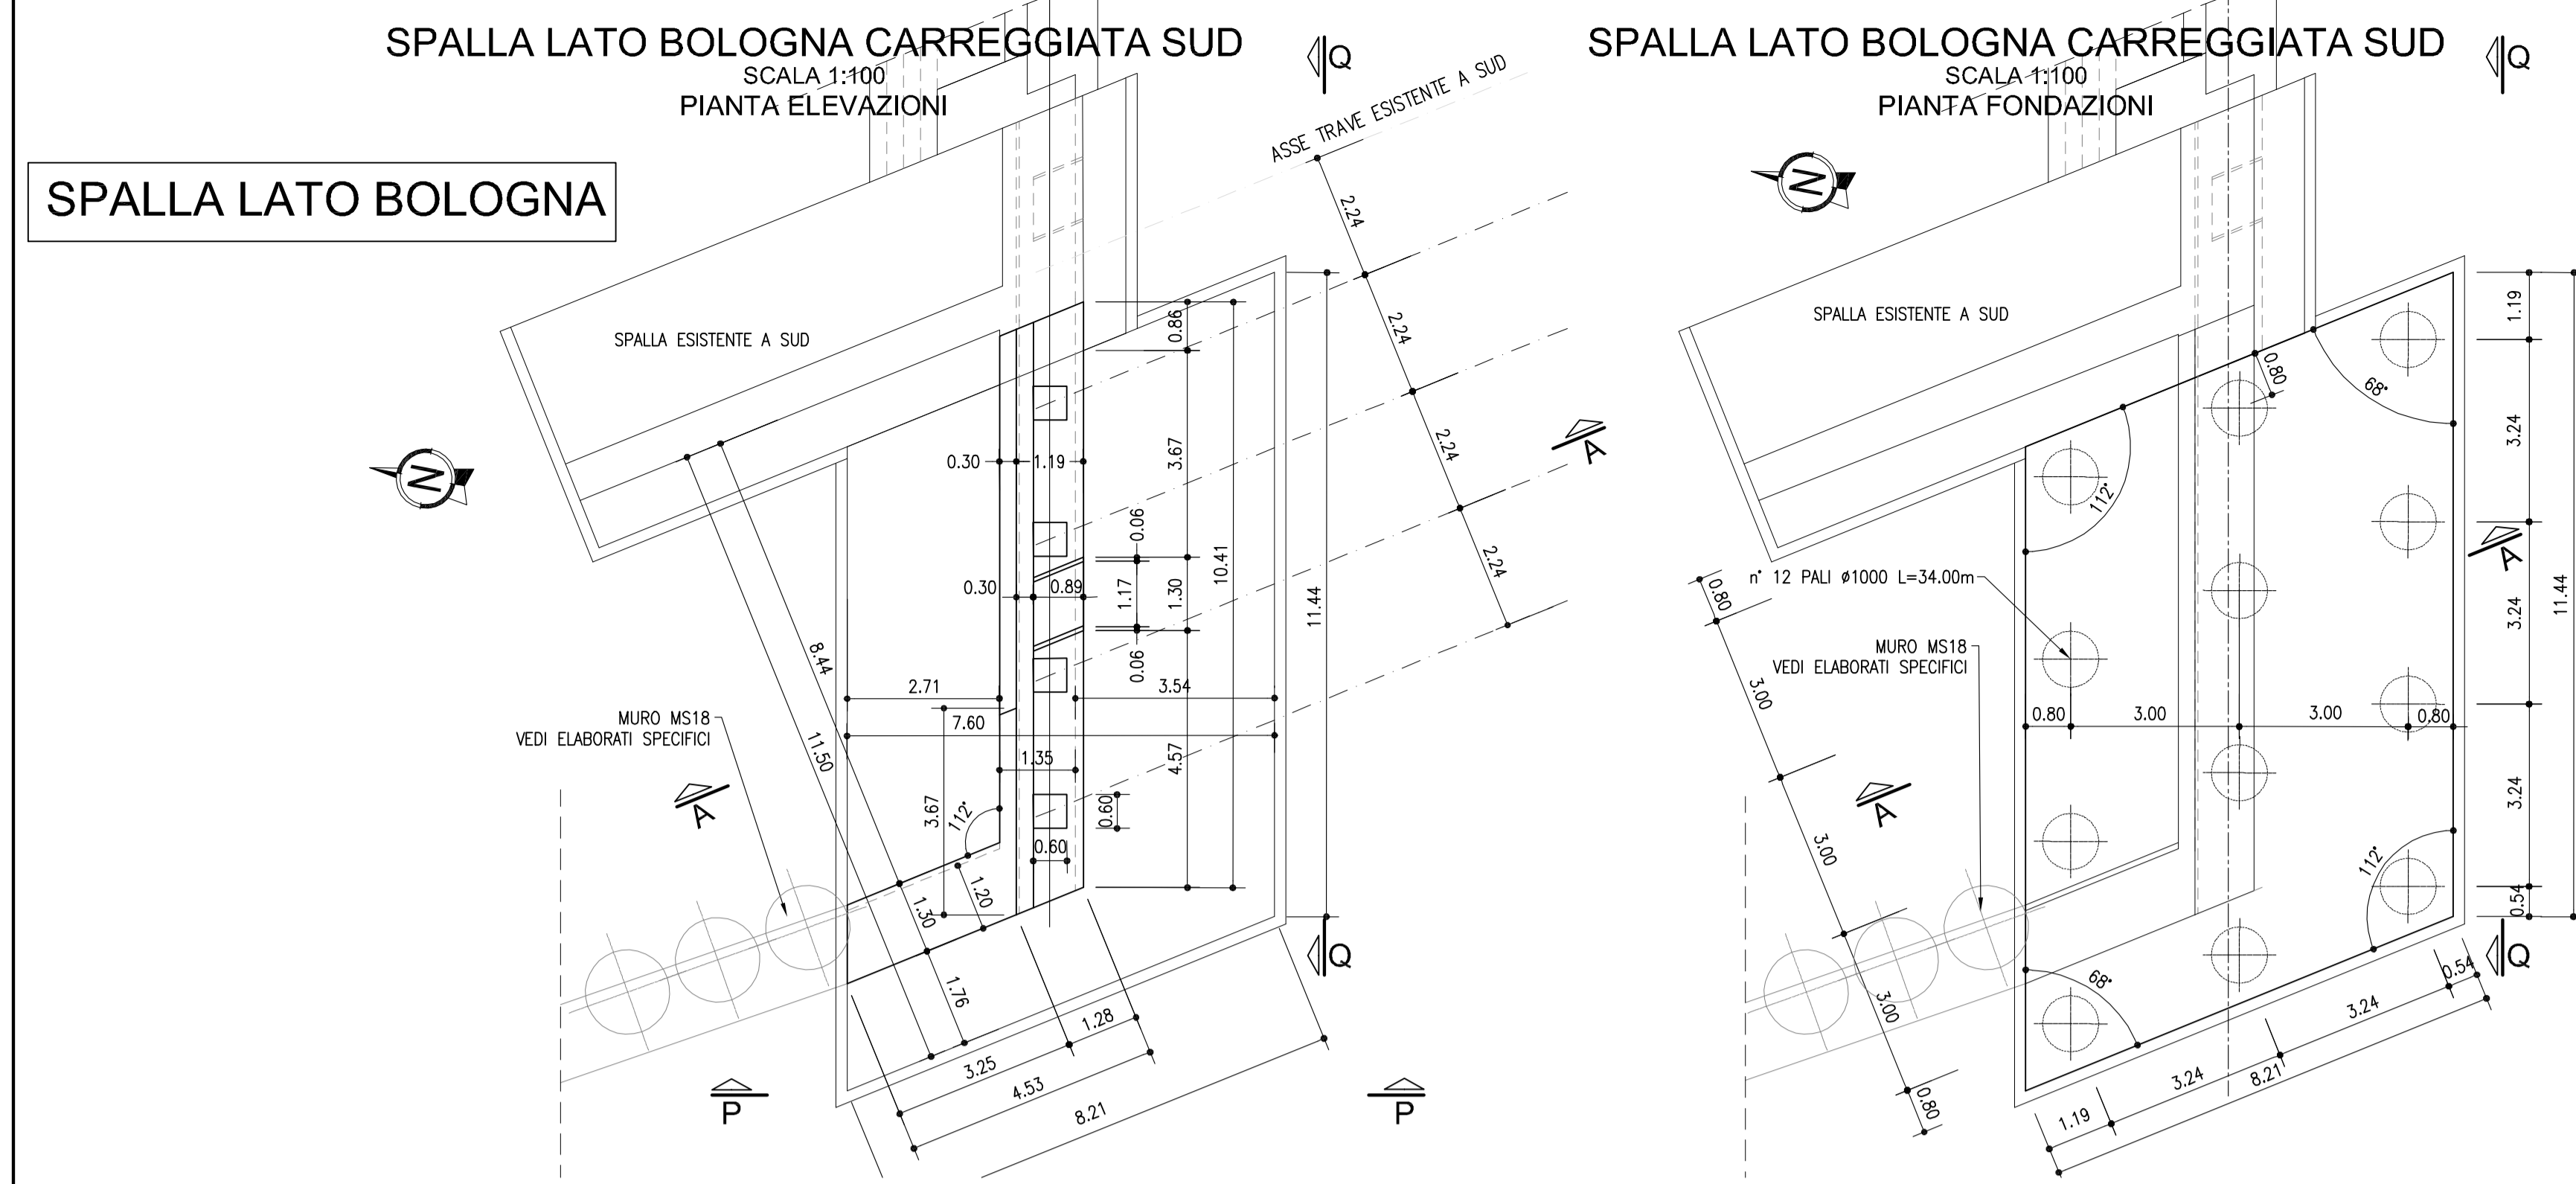 SPALLA LATO BOLOGNA CARREGGIATA SUD
SCALA 1:100
PIANTA ELEVAZIONI
SPALLA LATO BOLOGNA
Q
ASSE TRAVE ESISTENTE A SUD
SPALLA ESISTENTE A SUD
N
2.24
2.24
2.24
2.24
A
0.86
0.30
1.19
3.67
0.06
10.41
11.44
0.30
0.89
1.17
1.30
0.06
8.44
2.71
3.54
7.60
MURO MS18
VEDI ELABORATI SPECIFICI
11.50
1.35
4.57
A
3.67
112°
0.60
0.60
1.20
1.30
Q
1.76
1.28
3.25
4.53
8.21
P
P
SPALLA LATO BOLOGNA CARREGGIATA SUD
SCALA 1:100
PIANTA FONDAZIONI
Q
N
SPALLA ESISTENTE A SUD
1.19
0.80
68°
3.24
112°
A
n° 12 PALI ø1000 L=34.00m
0.80
3.24
11.44
MURO MS18
VEDI ELABORATI SPECIFICI
3.00
0.80
3.00
3.00
0.80
3.24
A
3.00
112°
0.54
Q
68°
3.00
0.54
3.24
3.24
8.21
0.80
1.19